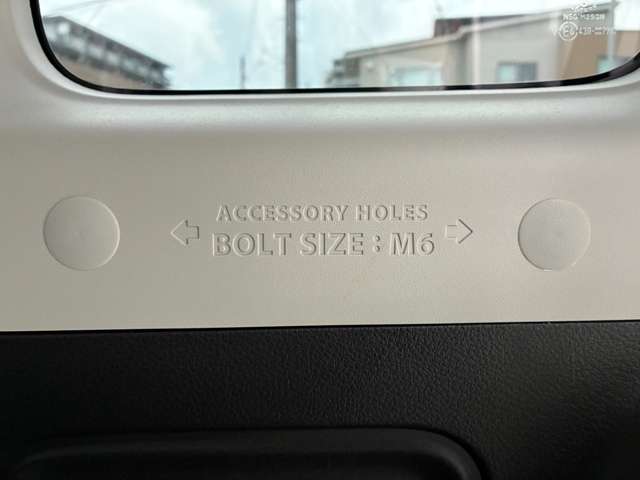 ACCESSORY HOLES
BOLT SIZE : M6